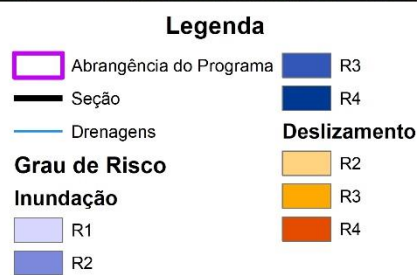 Legenda
Abrangência do Programa
Seção
Drenagens
Grau de Risco
Inundação
R1
R2
R3
R4
Deslizamento
R2
R3
R4